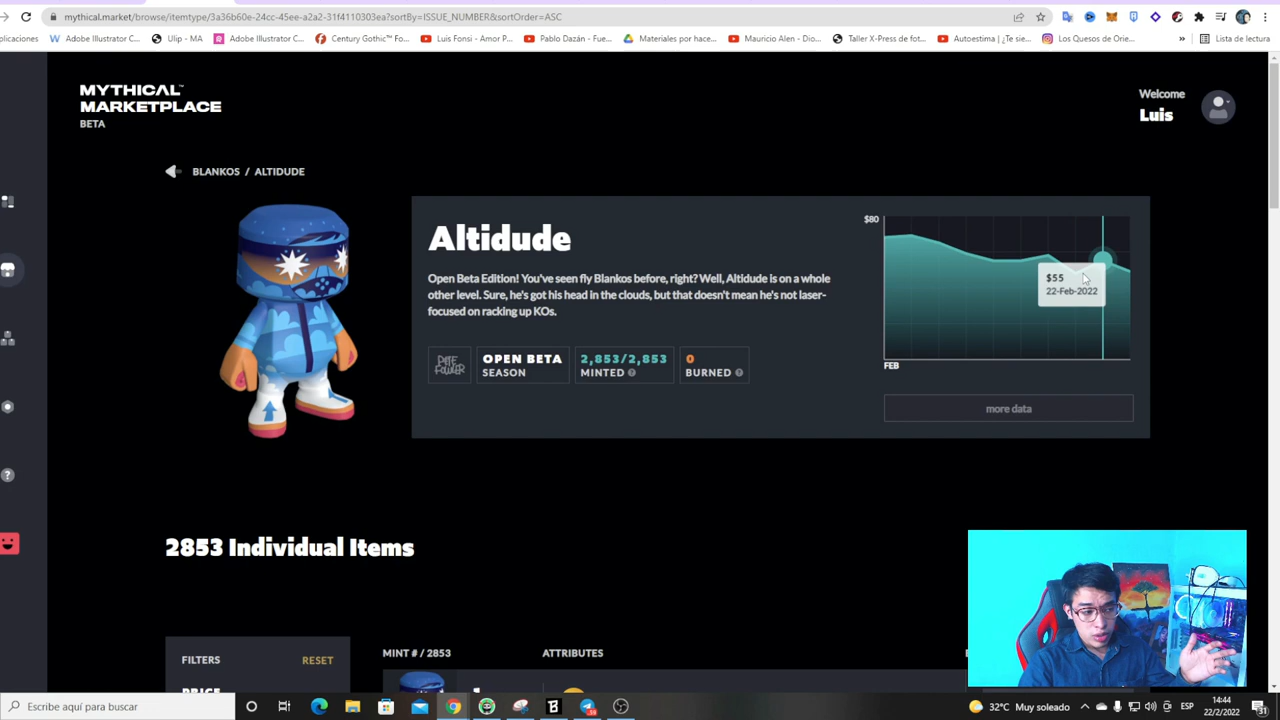 mythical.market/browse/itemtype/3a36b60e-24cc-45ee-a2a2-31f4110303ea?sortBy=ISSUE_NUMBER&sortOrder=ASC
plicaciones
Adobe Illustrator C...
Ulip - MA
Adobe Illustrator C...
Century Gothic™ Fo...
Luis Fonsi - Amor P...
Pablo Dazán - Fue...
Materiales por hace...
Mauricio Alen - Dio...
Taller X-Press de fot...
Autoestima | ¿Te sie...
Los Quesos de Orie...
»
Lista de lectura
MYTHICAL
MARKETPLACE
BETA
Welcome
Luis
BLANKOS / ALTIDUDE
Altidude
Open Beta Edition! You've seen fly Blankos before, right? Well, Altidude is on a whole
other level. Sure, he's got his head in the clouds, but that doesn't mean he's not laser-
focused on racking up KOs.
OPEN BETA
SEASON
2,853/2,853
MINTED
0
BURNED
$80
$55
22-Feb-2022
FEB
more data
2853 Individual Items
FILTERS
RESET
PRICE
MINT # / 2853
ATTRIBUTES
Escribe aquí para buscar
32°C Muy soleado
ESP
14:44
22/2/2022